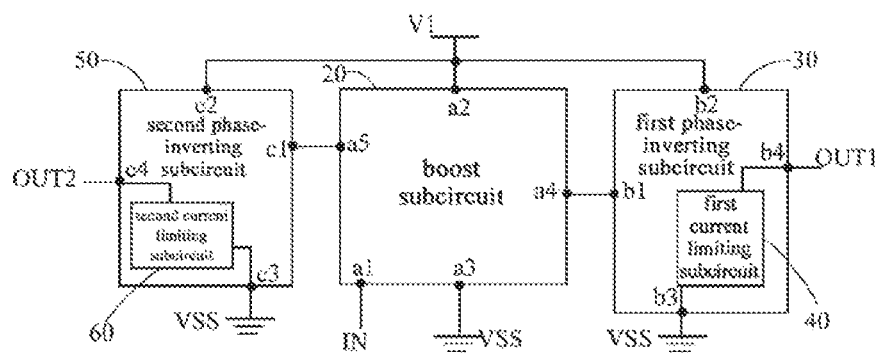 V1
50
20
30
c2
a2
b2
second phase-
inverting
subcircuit
c1
a5
boost
subcircuit
a4
b1
first phase-
inverting
subcircuit
b4
OUT1
OUT2
c4
second current
limiting
subcircuit
first
current
limiting
subcircuit
c3
a1
a3
b3
60
VSS
IN
VSS
VSS
40